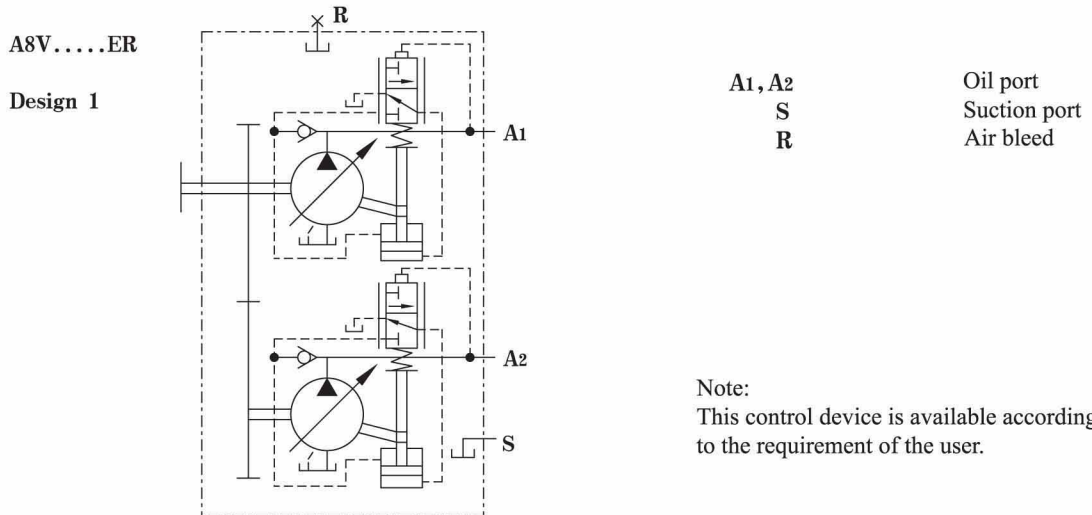 A8V.....ER
Design 1
R
A1
A2
S
A1, A2 Oil port
S Suction port
R Air bleed
Note:
This control device is available according
to the requirement of the user.